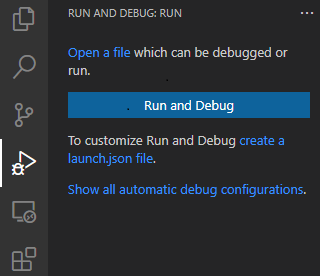 RUN AND DEBUG: RUN
Open a file which can be debugged or
run.
Run and Debug
To customize Run and Debug create a
launch.json file.
Show all automatic debug configurations.